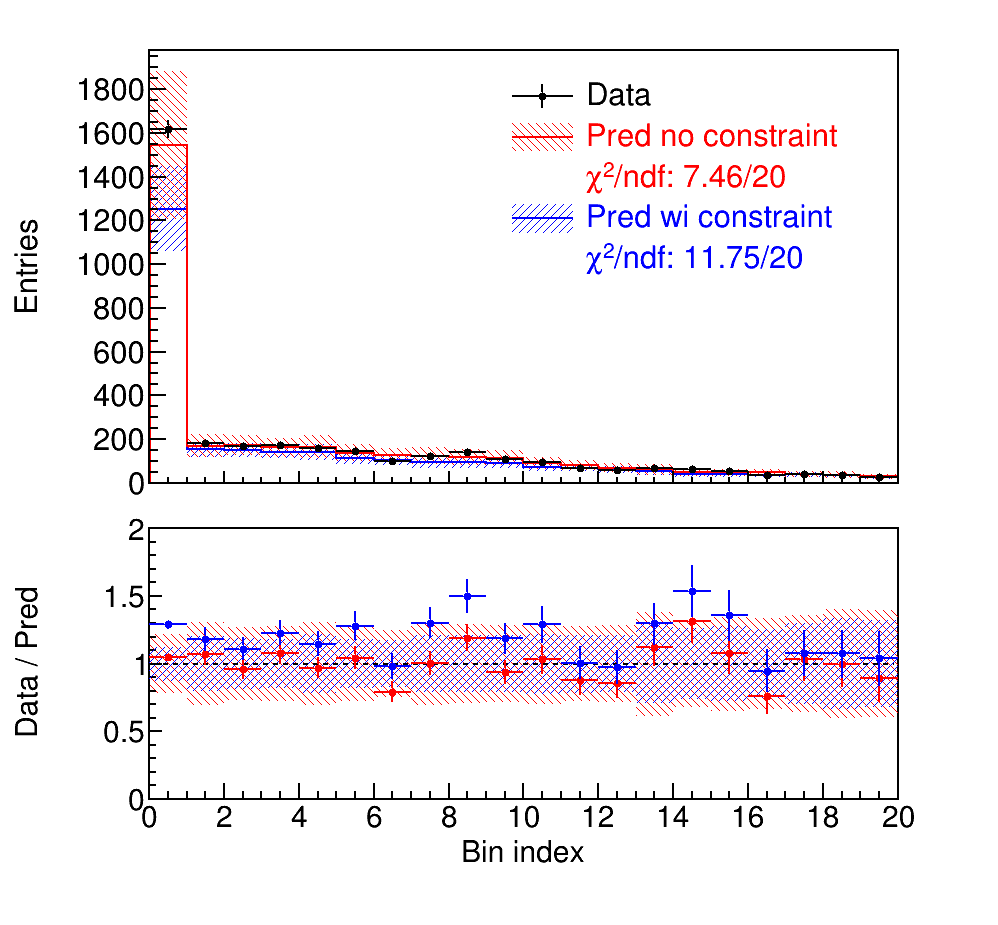 1800
1600
1400
1200
1000
800
600
400
200
0
Entries
Data
Pred no constraint
χ²/ndf: 7.46/20
Pred wi constraint
χ²/ndf: 11.75/20
2
1.5
1
0.5
0
Data / Pred
0 2 4 6 8 10 12 14 16 18 20
Bin index